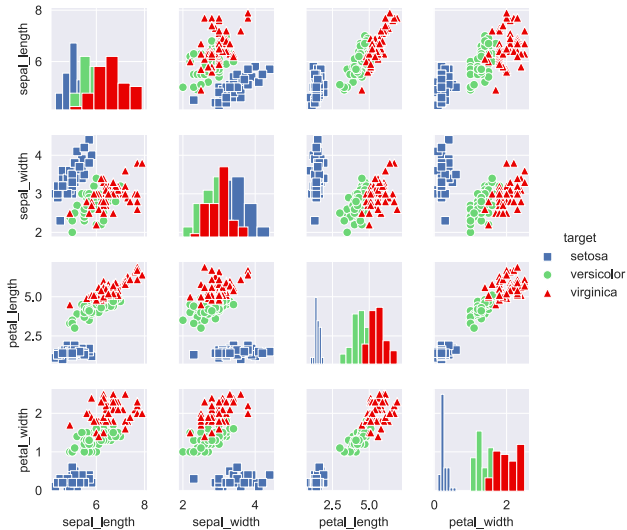 8
6
sepal_length
4
3
2
sepal_width
target
setosa
versicolor
virginica
5.0
2.5
petal_length
2
1
0
petal_width
6
8
sepal_length
2
4
sepal_width
2.5
5.0
petal_length
0
2
petal_width